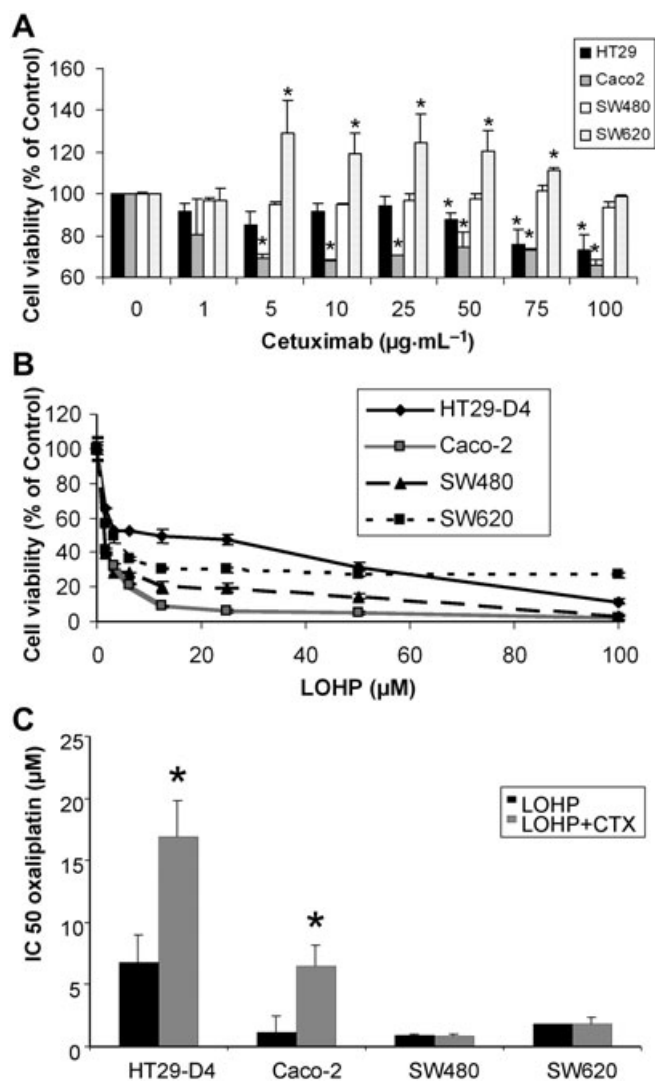 A
HT29
Caco2
SW480
SW620
Cell viability (% of Control)
160
140
120
100
80
60
* * * * * * * * * * * * * *
0 1 5 10 25 50 75 100
Cetuximab (µg·mL⁻¹)
B
HT29-D4
Caco-2
SW480
SW620
Cell viability (% of Control)
120
100
80
60
40
20
0
0 20 40 60 80 100
LOHP (µM)
C
LOHP
LOHP+CTX
IC 50 oxaliplatin (µM)
25
20
15
10
5
0
*
*
HT29-D4 Caco-2 SW480 SW620